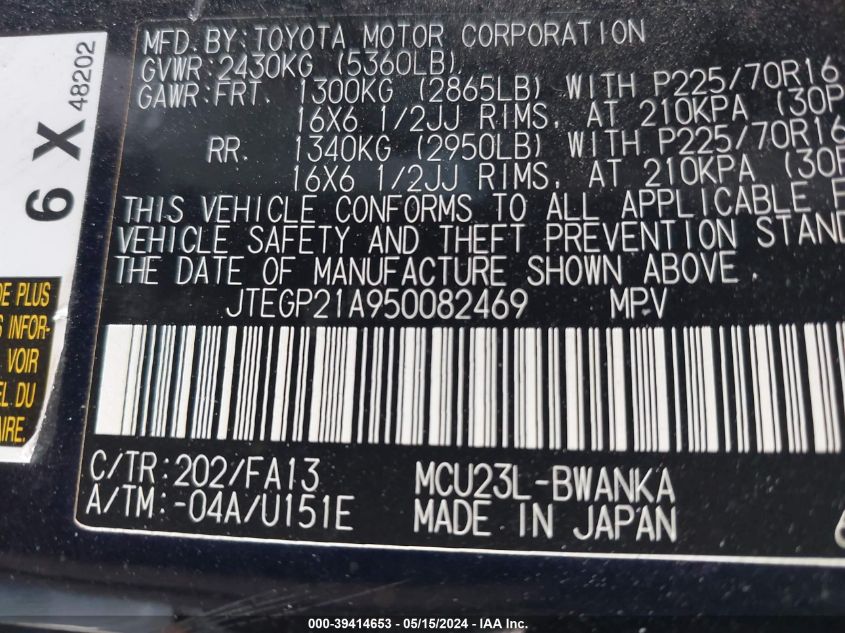 MFD. BY: TOYOTA MOTOR CORPORATION
GVWR: 2430KG (5360LB)
GAWR: FRT. 1300KG (2865LB) WITH P225/70R16
16X6 1/2JJ RIMS, AT 210KPA (30P
RR. 1340KG (2950LB) WITH P225/70R16
16X6 1/2JJ RIMS, AT 210KPA (30P
THIS VEHICLE CONFORMS TO ALL APPLICABLE F
VEHICLE SAFETY AND THEFT PREVENTION STAND
THE DATE OF MANUFACTURE SHOWN ABOVE.
JTEGP21A950082469 MPV
C/TR: 202/FA13 MCU23L-BWANKA
A/TM: -04A/U151E MADE IN JAPAN
6 X
48202
DE PLUS
S INFOR-
VOIR
EL DU
AIRE.
000-39414653 - 05/15/2024 - IAA Inc.